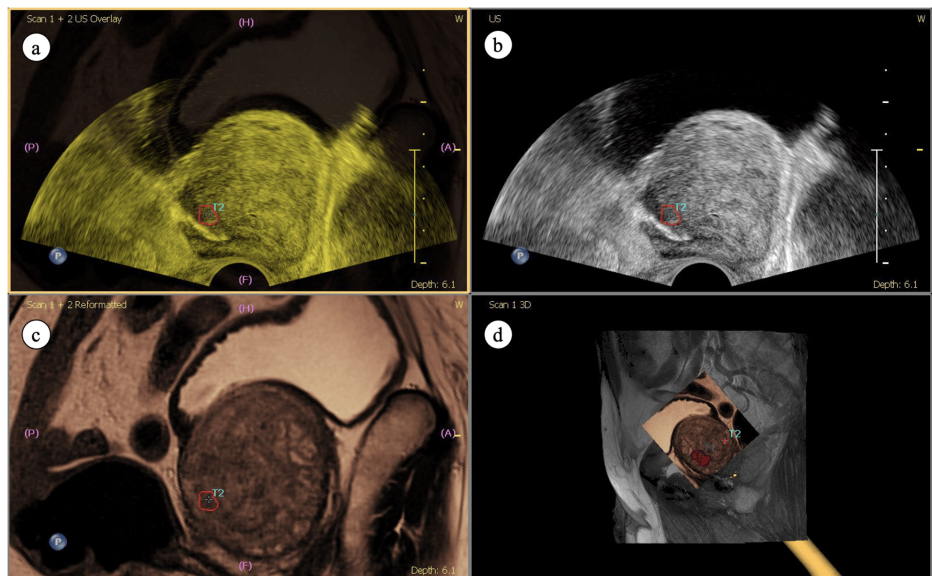 Scan 1 + 2 US Overlay
(H)
W
a
(P)
(A)
T2
P
(F)
Depth: 6.1
US
W
b
T2
P
Depth: 6.1
Scan 1 + 2 Reformatted
(H)
W
c
(P)
(A)
T2
P
(F)
Depth: 6.1
Scan 1 3D
d
T2